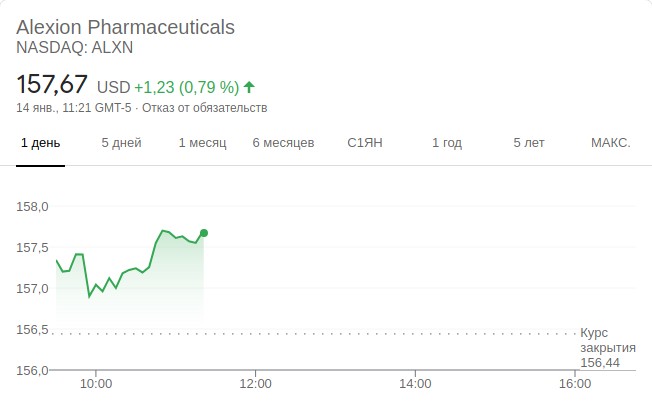 Alexion Pharmaceuticals
NASDAQ: ALXN
157,67 USD +1,23 (0,79 %)
14 янв., 11:21 GMT-5 · Отказ от обязательств
1 день 5 дней 1 месяц 6 месяцев С1ЯН 1 год 5 лет МАКС.
158,0
157,5
157,0
156,5
Курс
закрытия
156,44
156,0
10:00 12:00 14:00 16:00